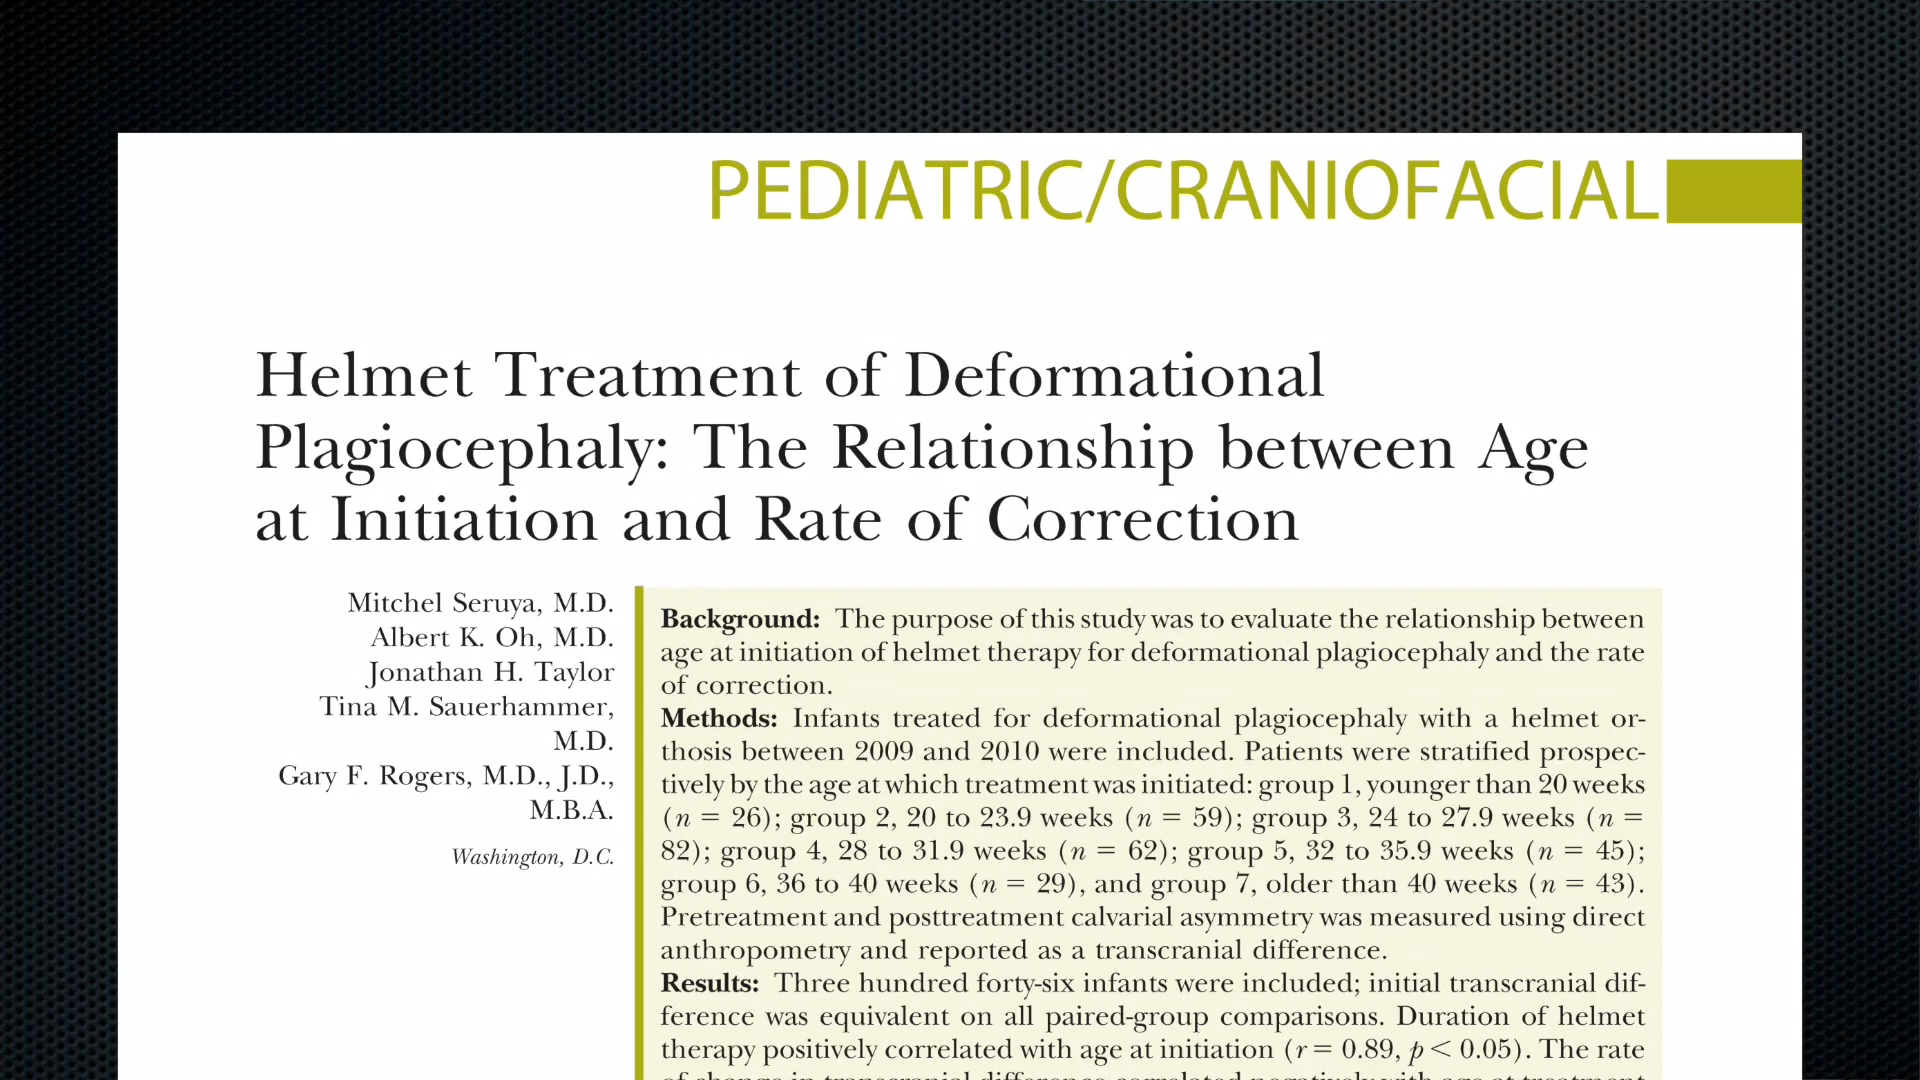 PEDIATRIC/CRANIOFACIAL
Helmet Treatment of Deformational
Plagiocephaly: The Relationship between Age
at Initiation and Rate of Correction
Mitchel Seruya, M.D.
Albert K. Oh, M.D.
Jonathan H. Taylor
Tina M. Sauerhammer,
M.D.
Gary F. Rogers, M.D., J.D.,
M.B.A.
Washington, D.C.
Background: The purpose of this study was to evaluate the relationship between
age at initiation of helmet therapy for deformational plagiocephaly and the rate
of correction.
Methods: Infants treated for deformational plagiocephaly with a helmet or-
thosis between 2009 and 2010 were included. Patients were stratified prospec-
tively by the age at which treatment was initiated: group 1, younger than 20 weeks
(n = 26); group 2, 20 to 23.9 weeks (n = 59); group 3, 24 to 27.9 weeks (n =
82); group 4, 28 to 31.9 weeks (n = 62); group 5, 32 to 35.9 weeks (n = 45);
group 6, 36 to 40 weeks (n = 29), and group 7, older than 40 weeks (n = 43).
Pretreatment and posttreatment calvarial asymmetry was measured using direct
anthropometry and reported as a transcranial difference.
Results: Three hundred forty-six infants were included; initial transcranial dif-
ference was equivalent on all paired-group comparisons. Duration of helmet
therapy positively correlated with age at initiation (r = 0.89, p < 0.05). The rate